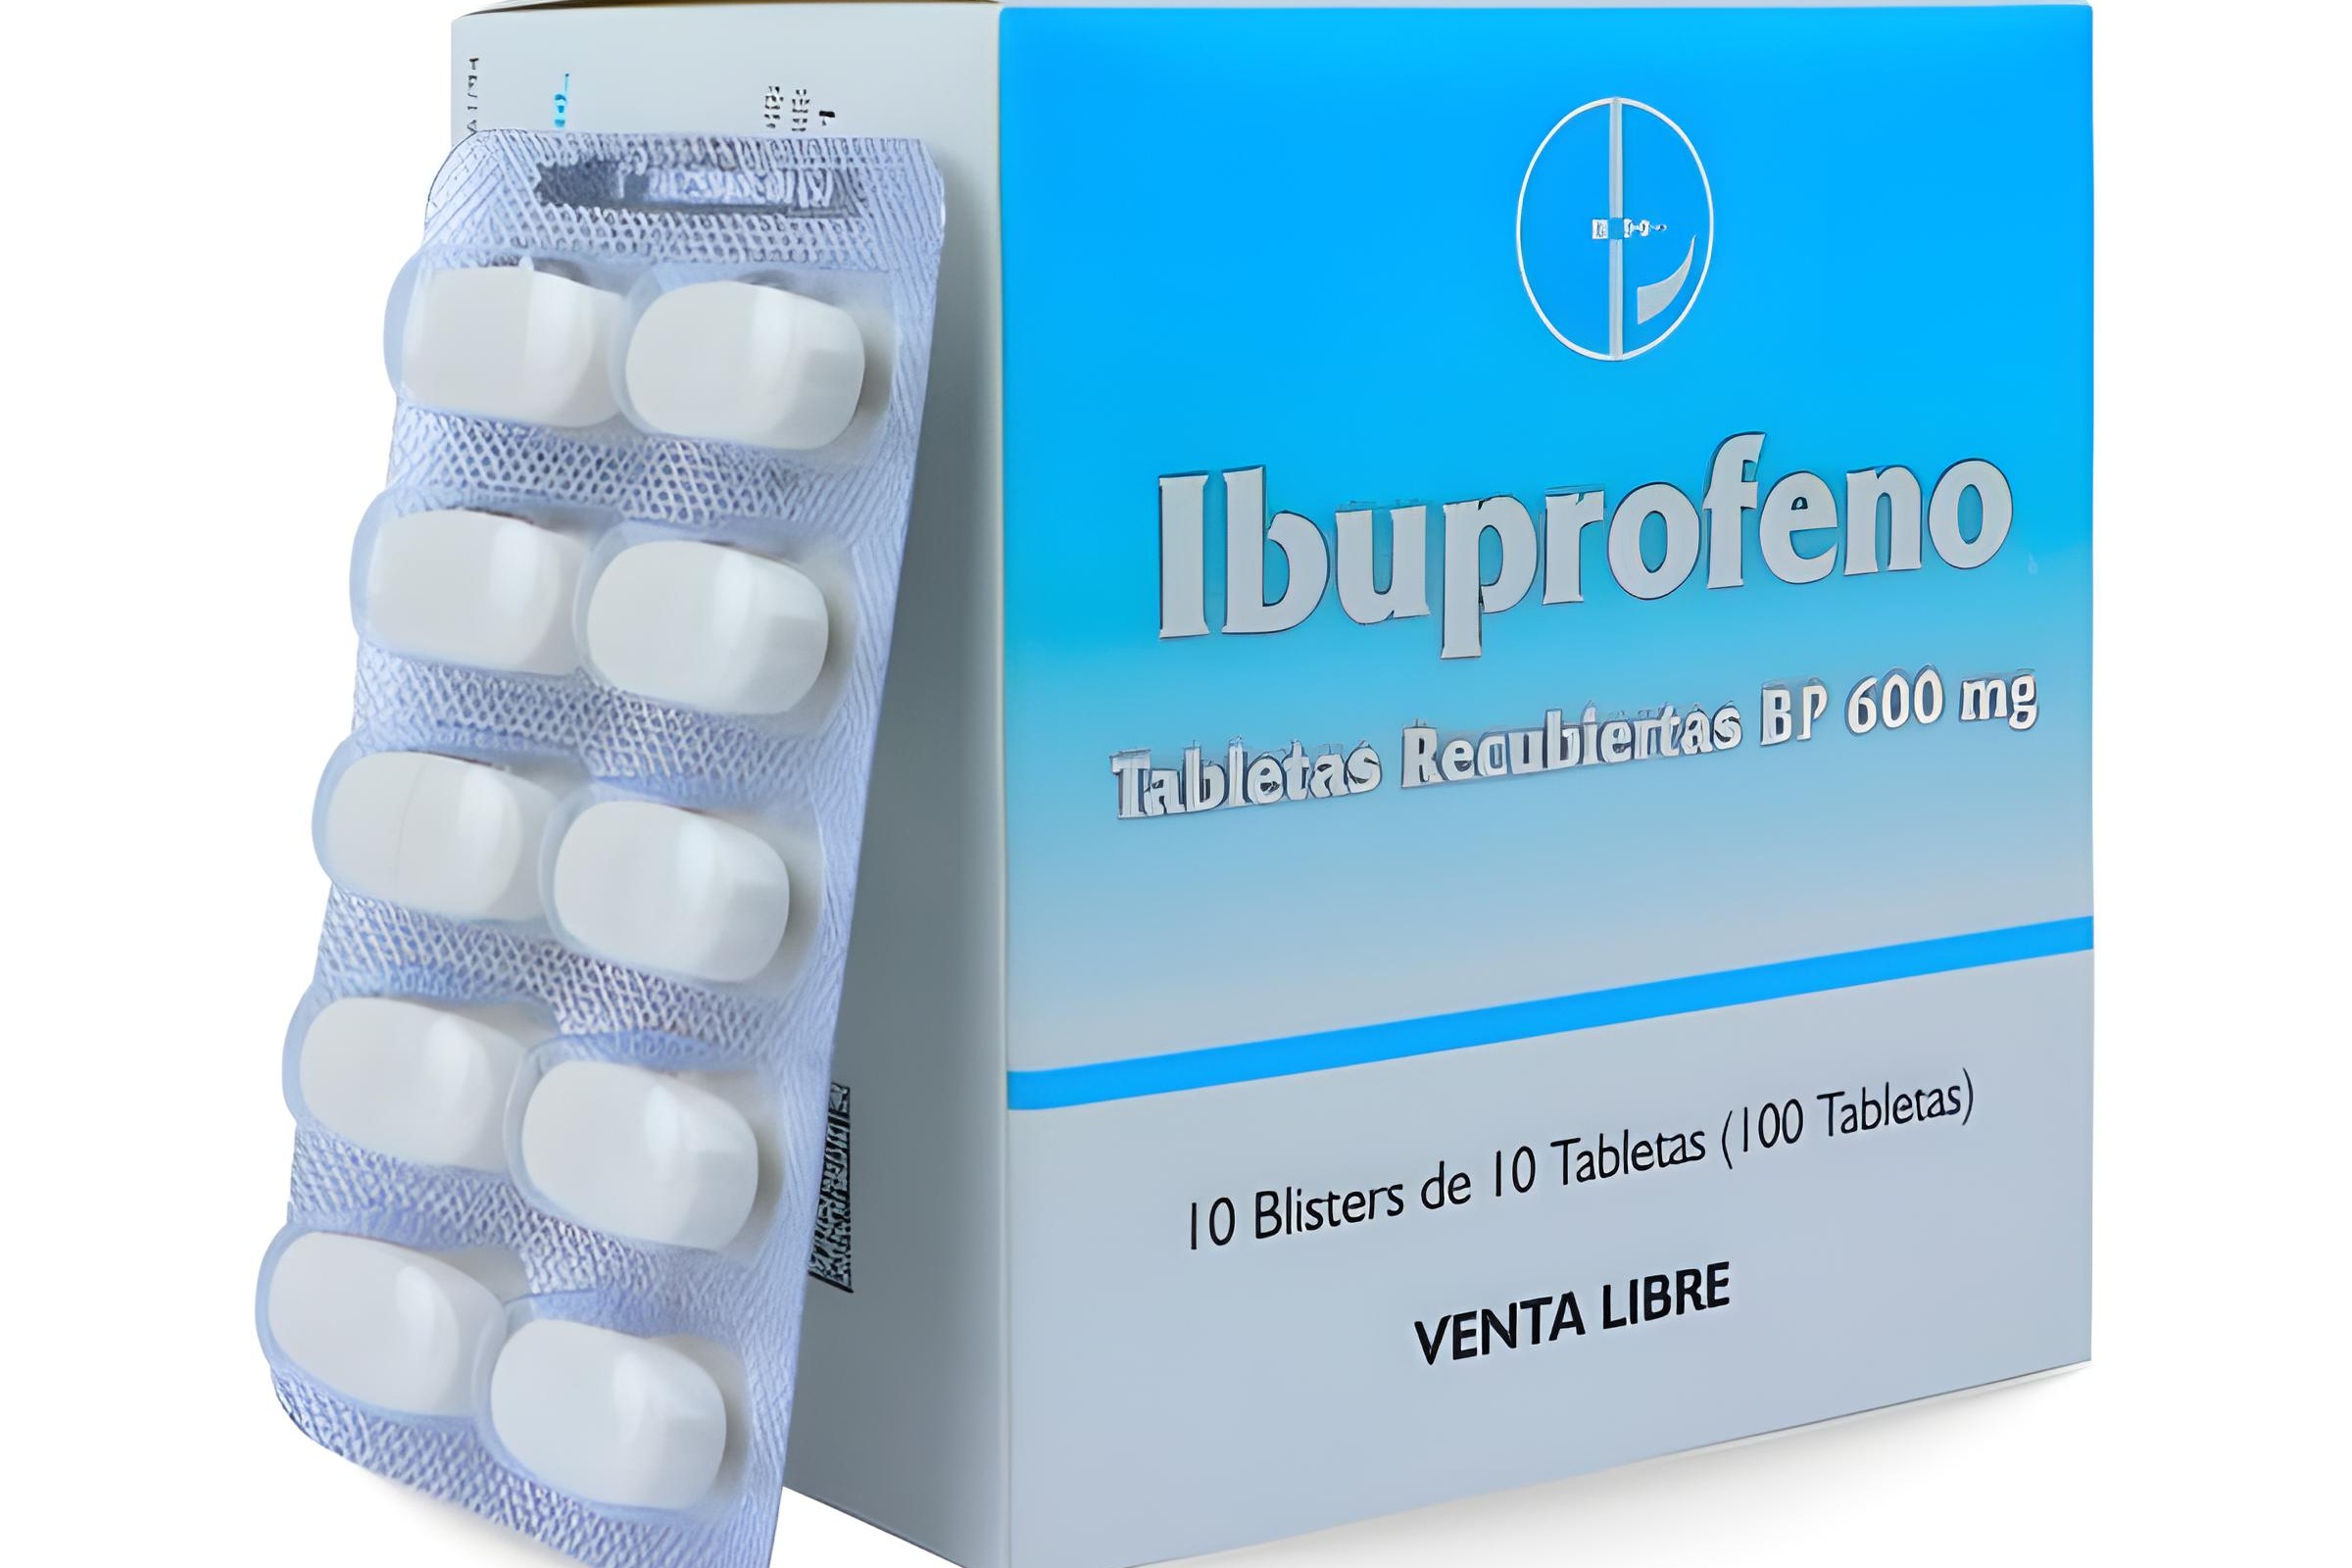 Ibuprofeno
Tabletas Recubiertas BP 600 mg
10 Blisters de 10 Tabletas (100 Tabletas)
VENTA LIBRE